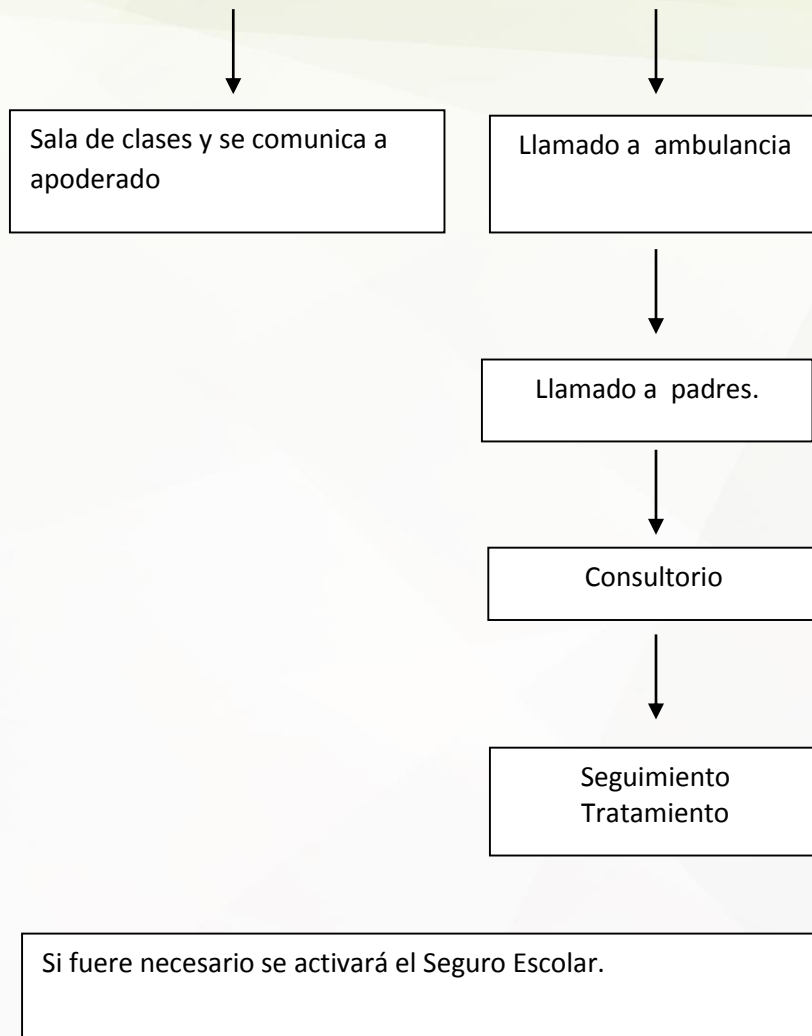 Sala de clases y se comunica a
apoderado
Llamado a  ambulancia
Llamado a  padres.
Consultorio
Seguimiento
Tratamiento
Si fuere necesario se activará el Seguro Escolar.